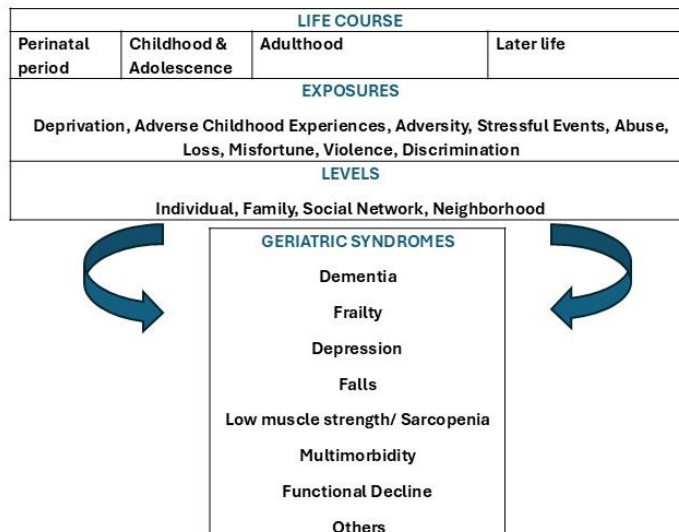 LIFE COURSE
Perinatal period
Childhood & Adolescence
Adulthood
Later life
EXPOSURES
Deprivation, Adverse Childhood Experiences, Adversity, Stressful Events, Abuse,
Loss, Misfortune, Violence, Discrimination
LEVELS
Individual, Family, Social Network, Neighborhood
GERIATRIC SYNDROMES
Dementia
Frailty
Depression
Falls
Low muscle strength/ Sarcopenia
Multimorbidity
Functional Decline
Others